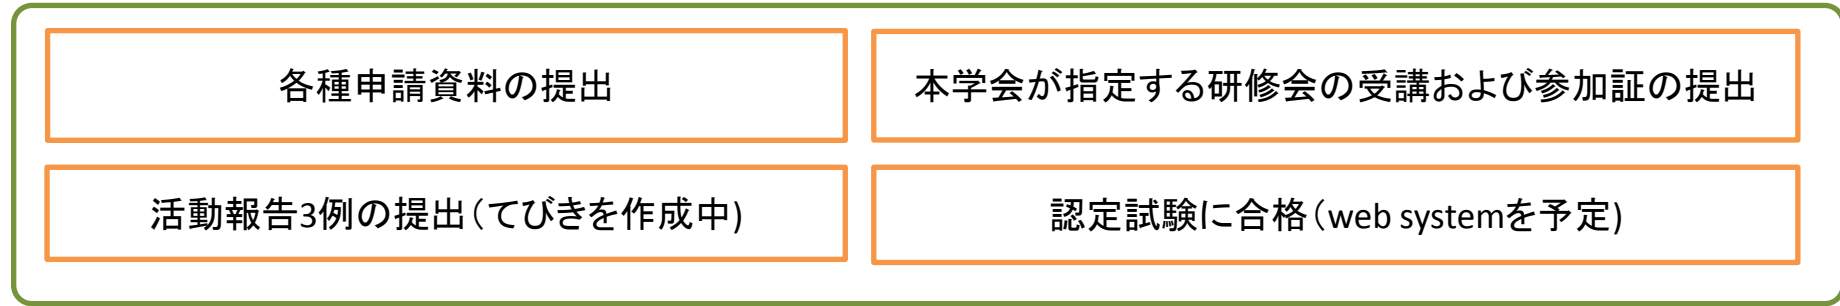 各種申請資料の提出
本学会が指定する研修会の受講および参加証の提出
活動報告3例の提出（てびきを作成中)
認定試験に合格（web systemを予定)